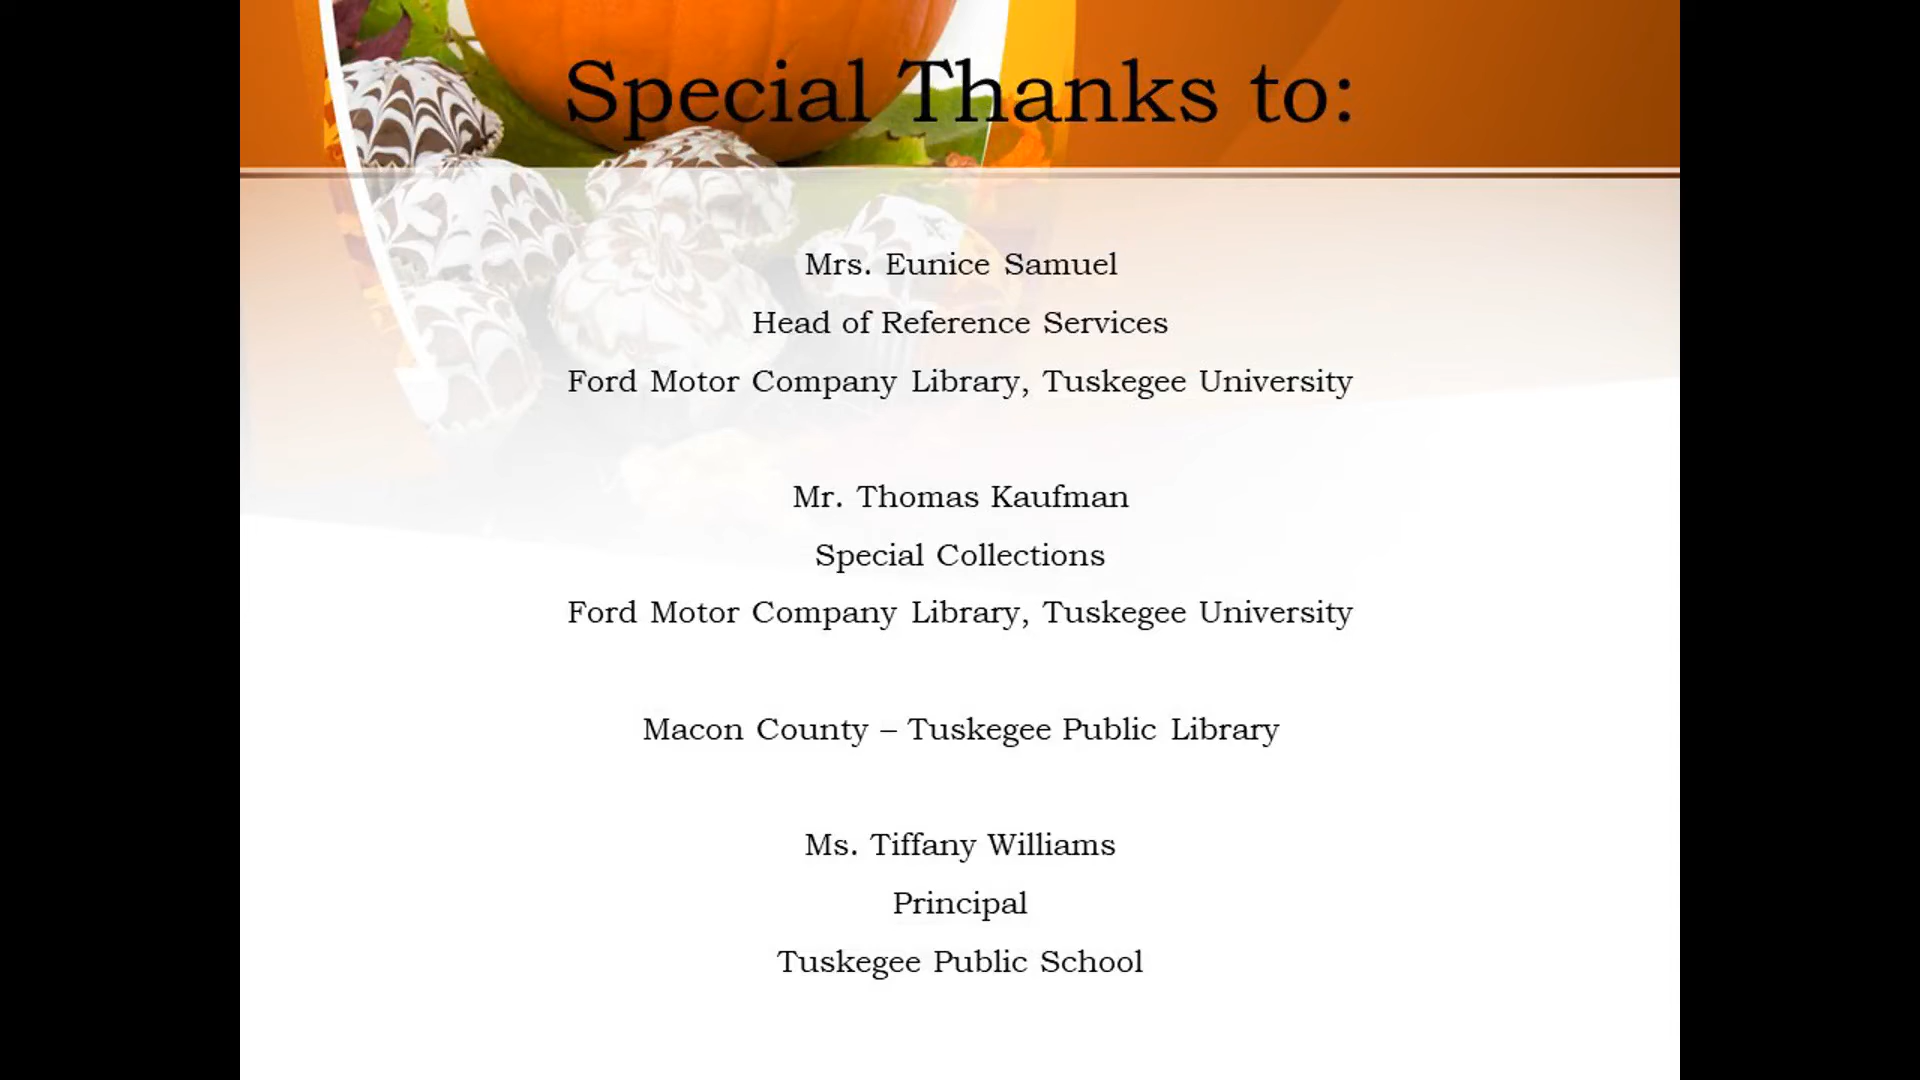 Special Thanks to:
Mrs. Eunice Samuel
Head of Reference Services
Ford Motor Company Library, Tuskegee University
Mr. Thomas Kaufman
Special Collections
Ford Motor Company Library, Tuskegee University
Macon County – Tuskegee Public Library
Ms. Tiffany Williams
Principal
Tuskegee Public School